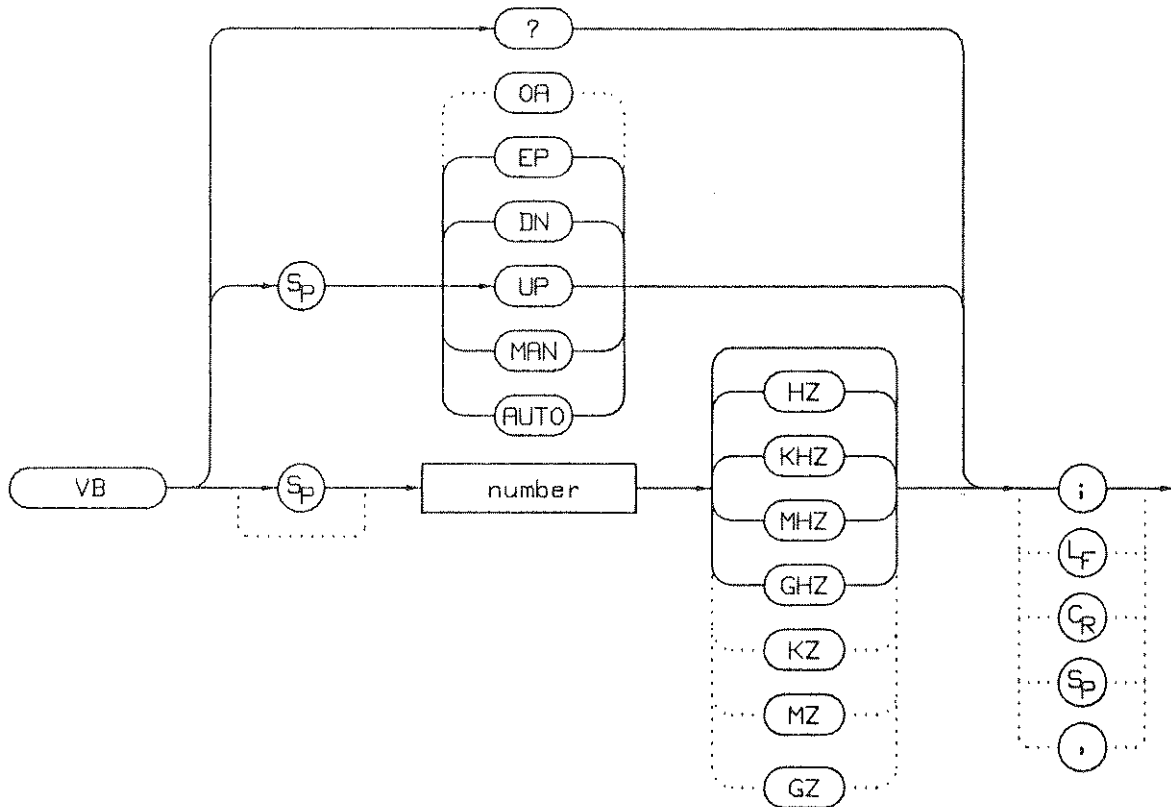 ?
OA
EP
DN
SP
UP
MAN
AUTO
HZ
KHZ
VB
SP
number
;
MHZ
LF
GHZ
CR
KZ
SP
MZ
,
GZ